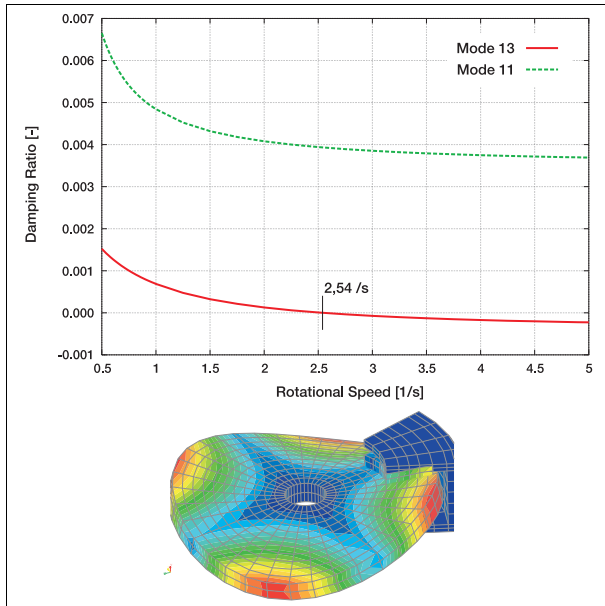 0.007
0.006
0.005
0.004
0.003
0.002
0.001
0.000
-0.001
Damping Ratio [-]
Mode 13
Mode 11
2,54 /s
0.5 1 1.5 2 2.5 3 3.5 4 4.5 5
Rotational Speed [1/s]